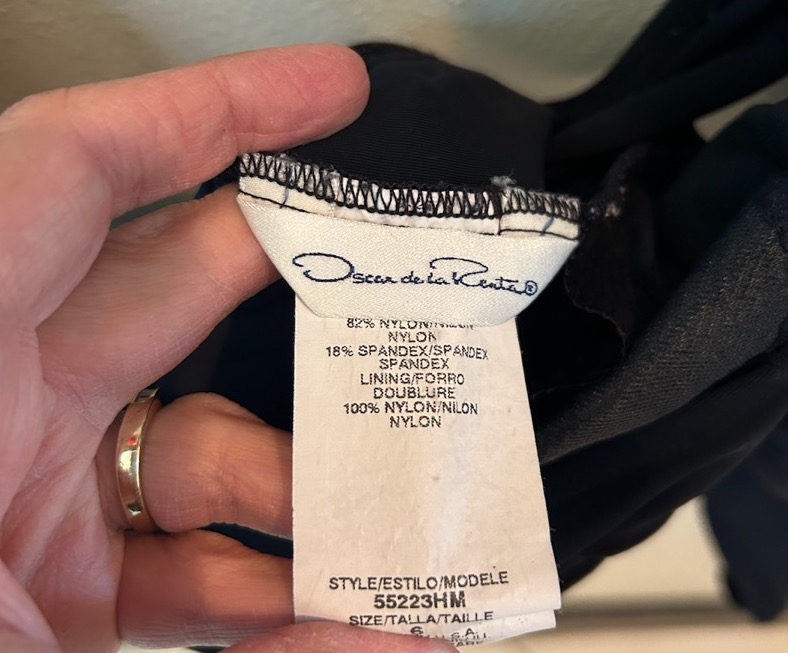 Oscar de la Renta®
82% NYLON/NILON
NYLON
18% SPANDEX/SPANDEX
SPANDEX
LINING/FORRO
DOUBLURE
100% NYLON/NILON
NYLON
STYLE/ESTILO/MODELE
55223HM
SIZE/TALLA/TAILLE
6
U.S.A.